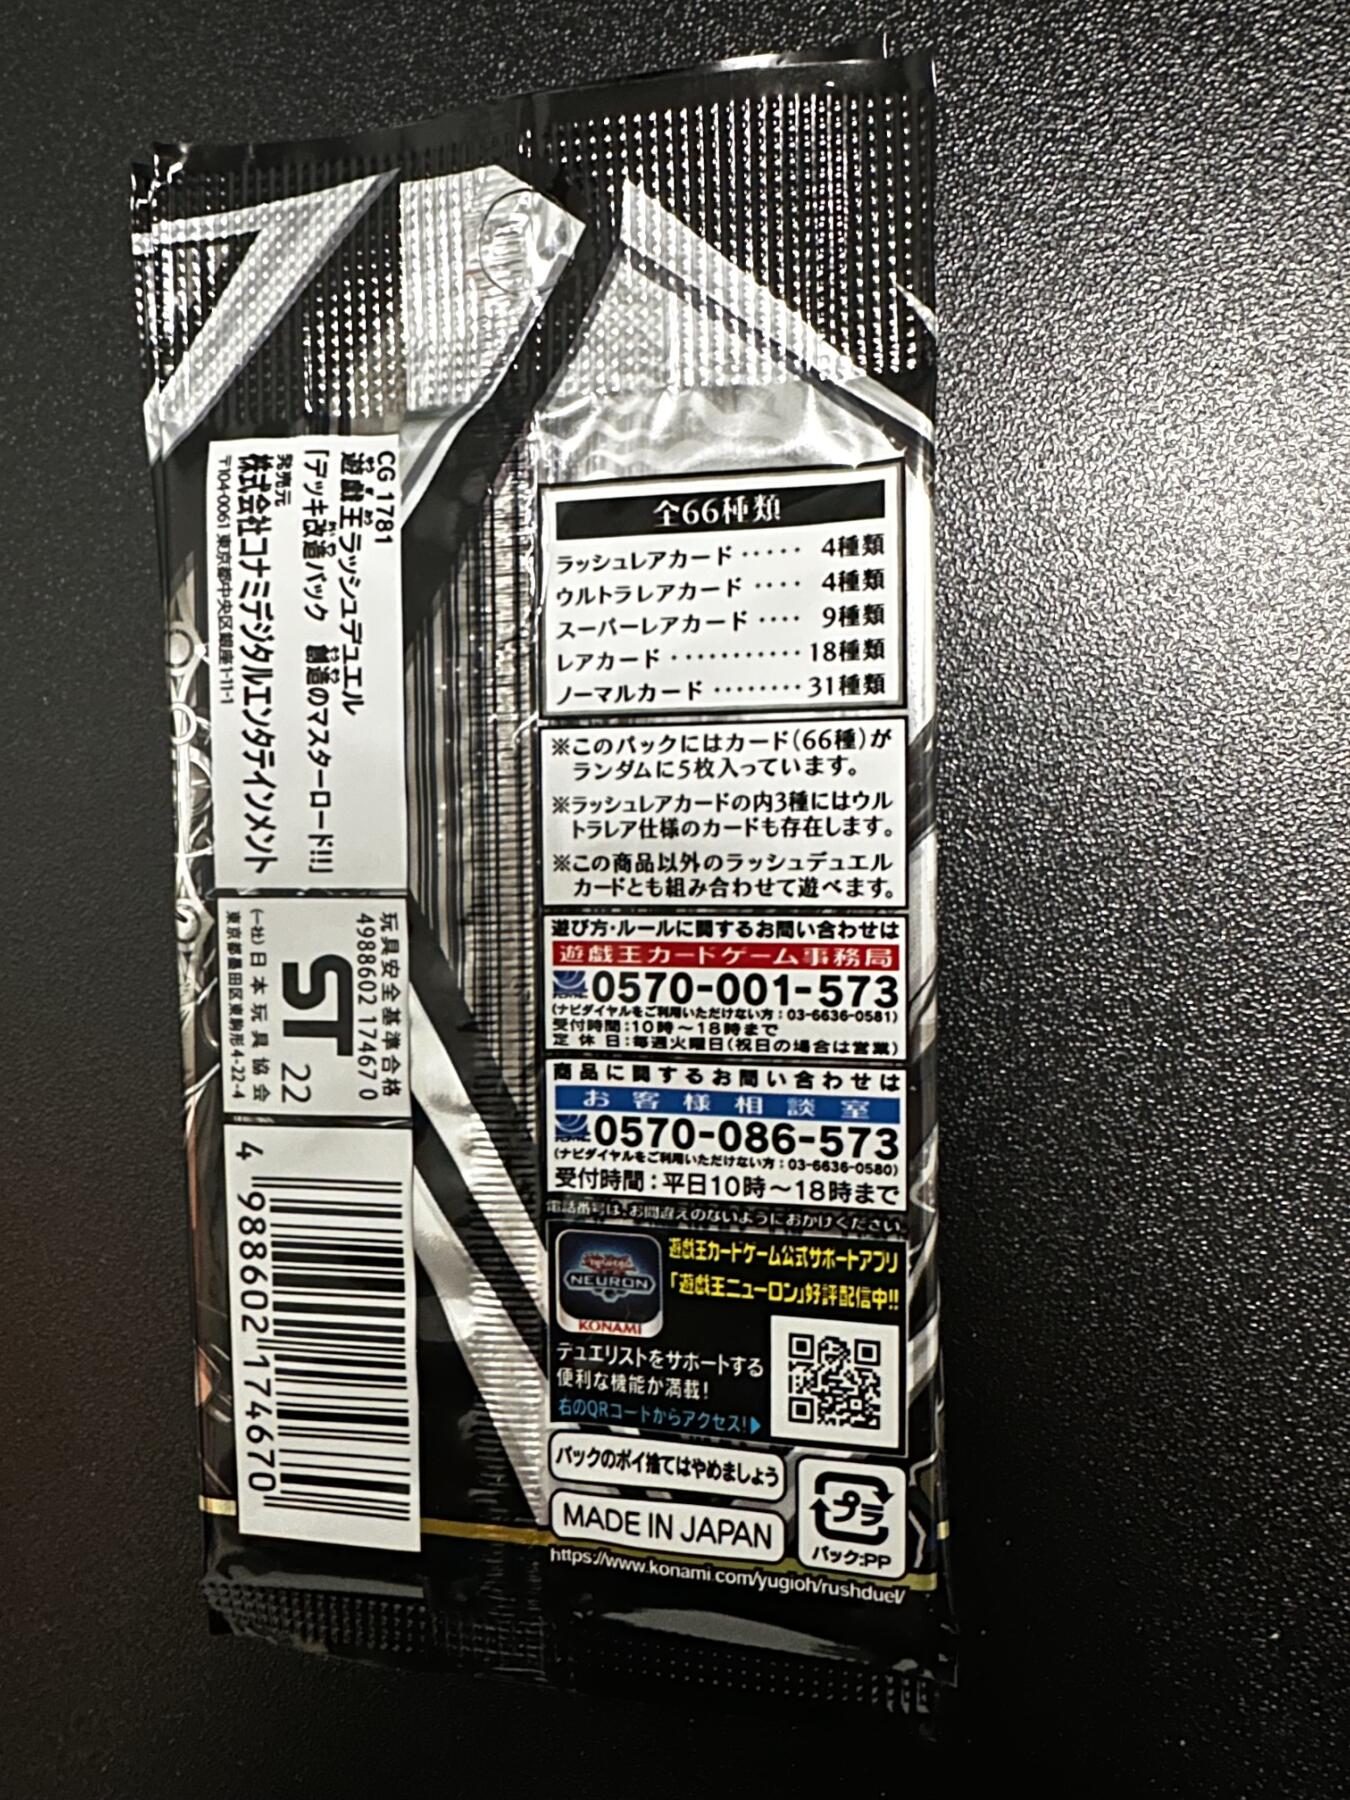 CG 1781
遊戯王ラッシュデュエル
「デッキ改造パック 創造のマスターロード!!」
発売元
株式会社コナミデジタルエンタテインメント
〒104-0061 東京都中央区銀座1-11-1
玩具安全基準合格
4988602 17467 0
ST 22
(一社)日本玩具協会
東京都墨田区東駒形4-22-4
4 988602 174670
全66種類
ラッシュレアカード ‥‥‥ 4種類
ウルトラレアカード ‥‥ 4種類
スーパーレアカード ‥‥ 9種類
レアカード ‥‥‥‥‥‥ 18種類
ノーマルカード ‥‥‥‥ 31種類
※このパックにはカード(66種)が
ランダムに5枚入っています。
※ラッシュレアカードの内3種にはウル
トラレア仕様のカードも存在します。
※この商品以外のラッシュデュエル
カードとも組み合わせて遊べます。
遊び方・ルールに関するお問い合わせは
遊戯王カードゲーム事務局
0570-001-573
(ナビダイヤルをご利用いただけない方:03-6636-0581)
受付時間:10時〜18時まで
定休日:毎週火曜日(祝日の場合は営業)
商品に関するお問い合わせは
お客様相談室
0570-086-573
(ナビダイヤルをご利用いただけない方:03-6636-0580)
受付時間:平日10時〜18時まで
電話番号は、お間違えのないようにおかけください。
遊戯王カードゲーム公式サポートアプリ
「遊戯王ニューロン」好評配信中!!
Yu-Gi-Oh!
NEURON
KONAMI
デュエリストをサポートする
便利な機能が満載!
右のQRコードからアクセス!▶
パックのポイ捨てはやめましょう
MADE IN JAPAN
プラ
パック:PP
https://www.konami.com/yugioh/rushduel/